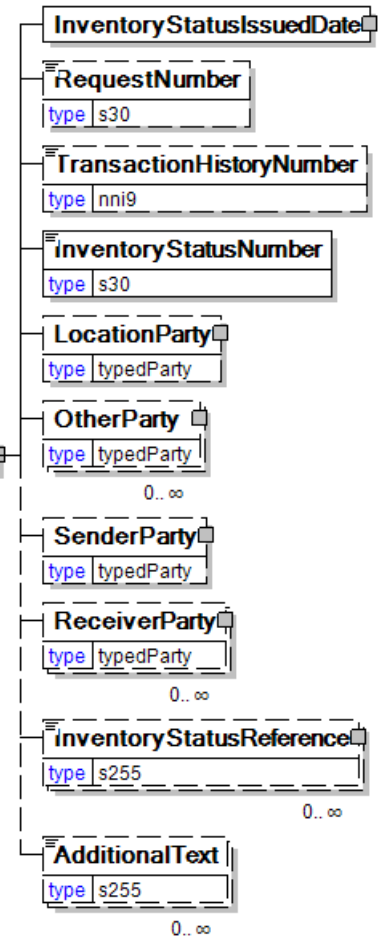 InventoryStatusIssuedDate
RequestNumber
type s30
TransactionHistoryNumber
type nni9
InventoryStatusNumber
type s30
LocationParty
type typedParty
OtherParty
type typedParty
0.. ∞
SenderParty
type typedParty
ReceiverParty
type typedParty
0.. ∞
InventoryStatusReference
type s255
0.. ∞
AdditionalText
type s255
0.. ∞